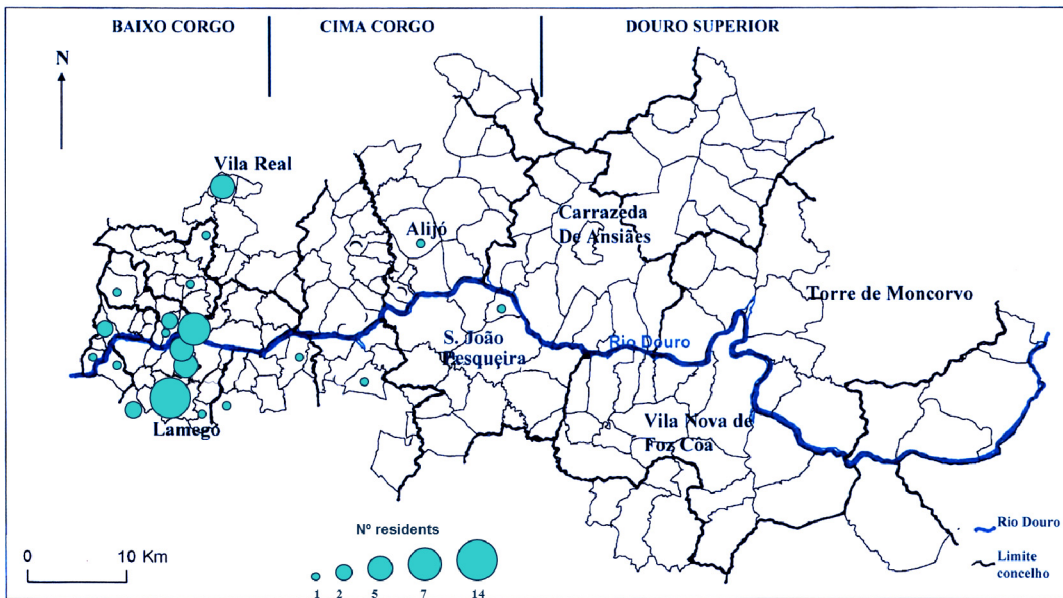 BAIXO CORGO
CIMA CORGO
DOURO SUPERIOR
N
Vila Real
Alijó
Carrazeda
De Ansiães
Torre de Moncorvo
S. João
Pesqueira
Rio Douro
Lamego
Vila Nova de
Foz Côa
Nº residents
1 2 5 7 14
0 10 Km
Rio Douro
Limite
concelho